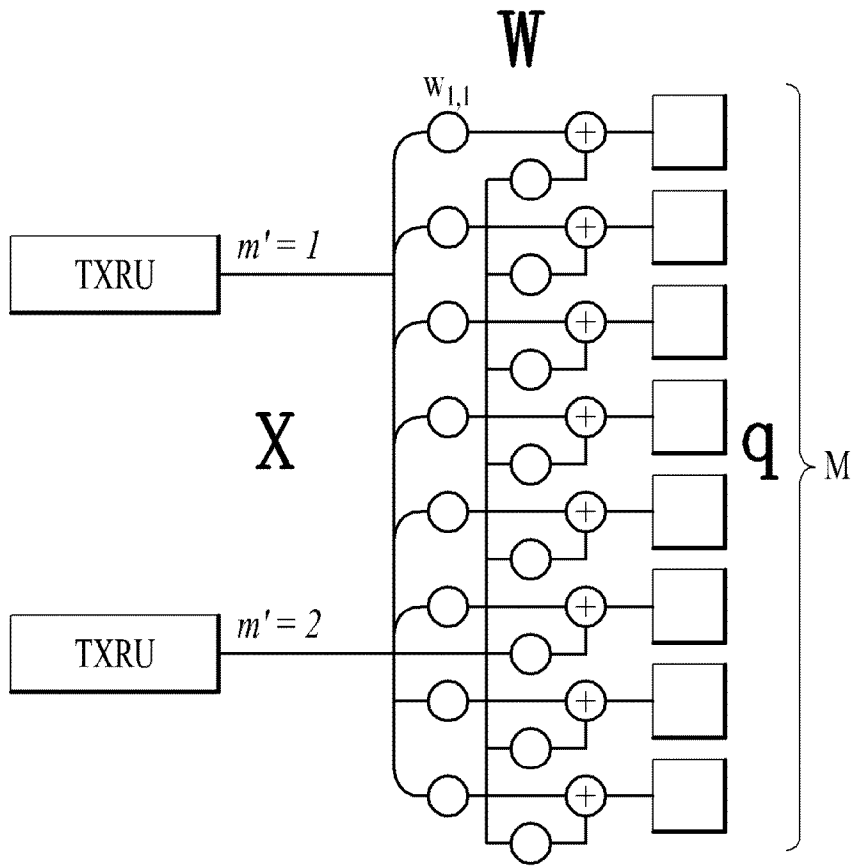 W
w1,1
+
+
TXRU
m' = 1
+
X
+
q
M
+
TXRU
m' = 2
+
+
+